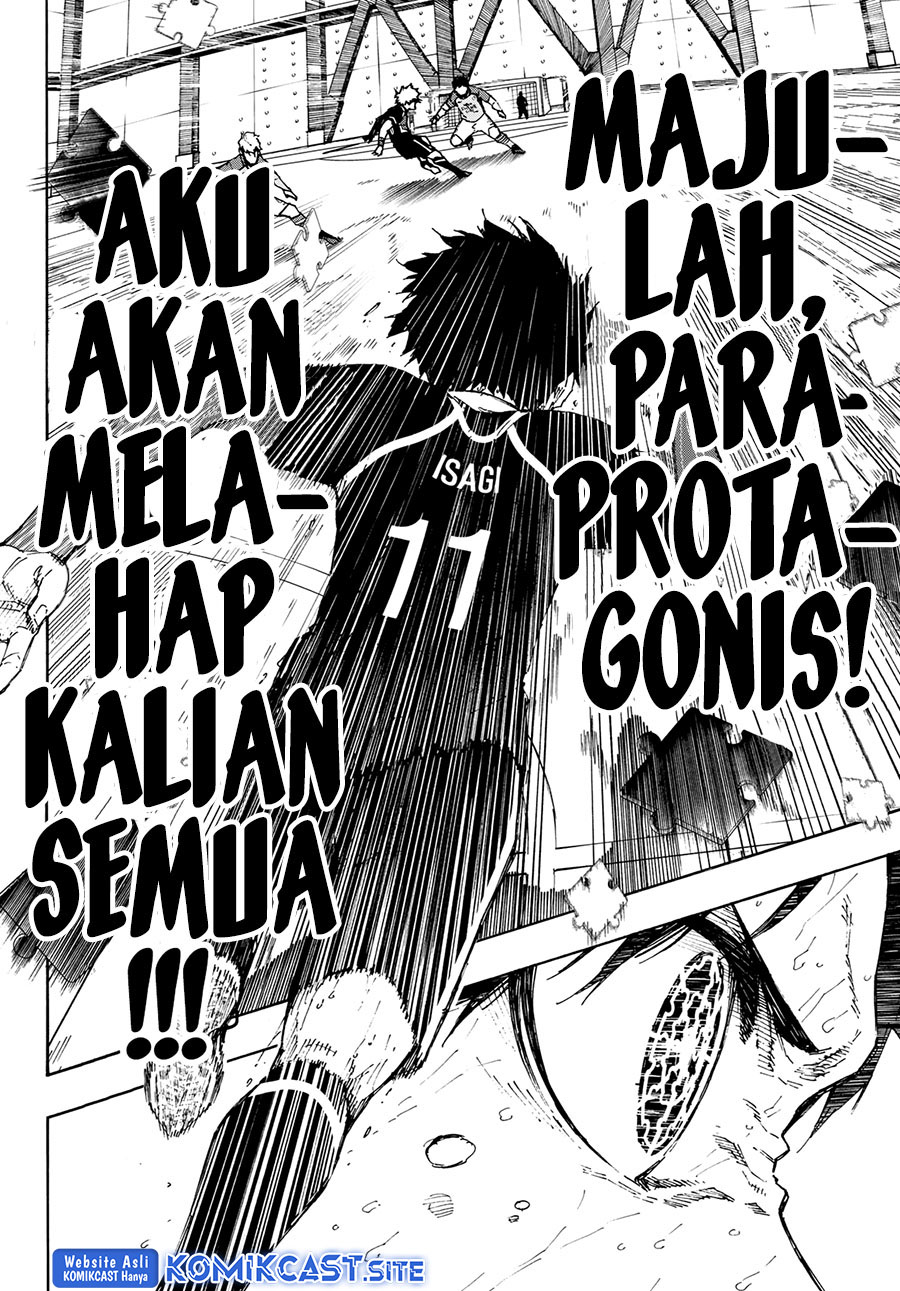 MAJU-
LAH,
PARA
PROTA-
GONIS!
AKU
AKAN
MELA-
HAP
KALIAN
SEMUA
!!!
ISAGI
11
Website Asli
KOMIKCAST Hanya
KOMIKCAST.SITE